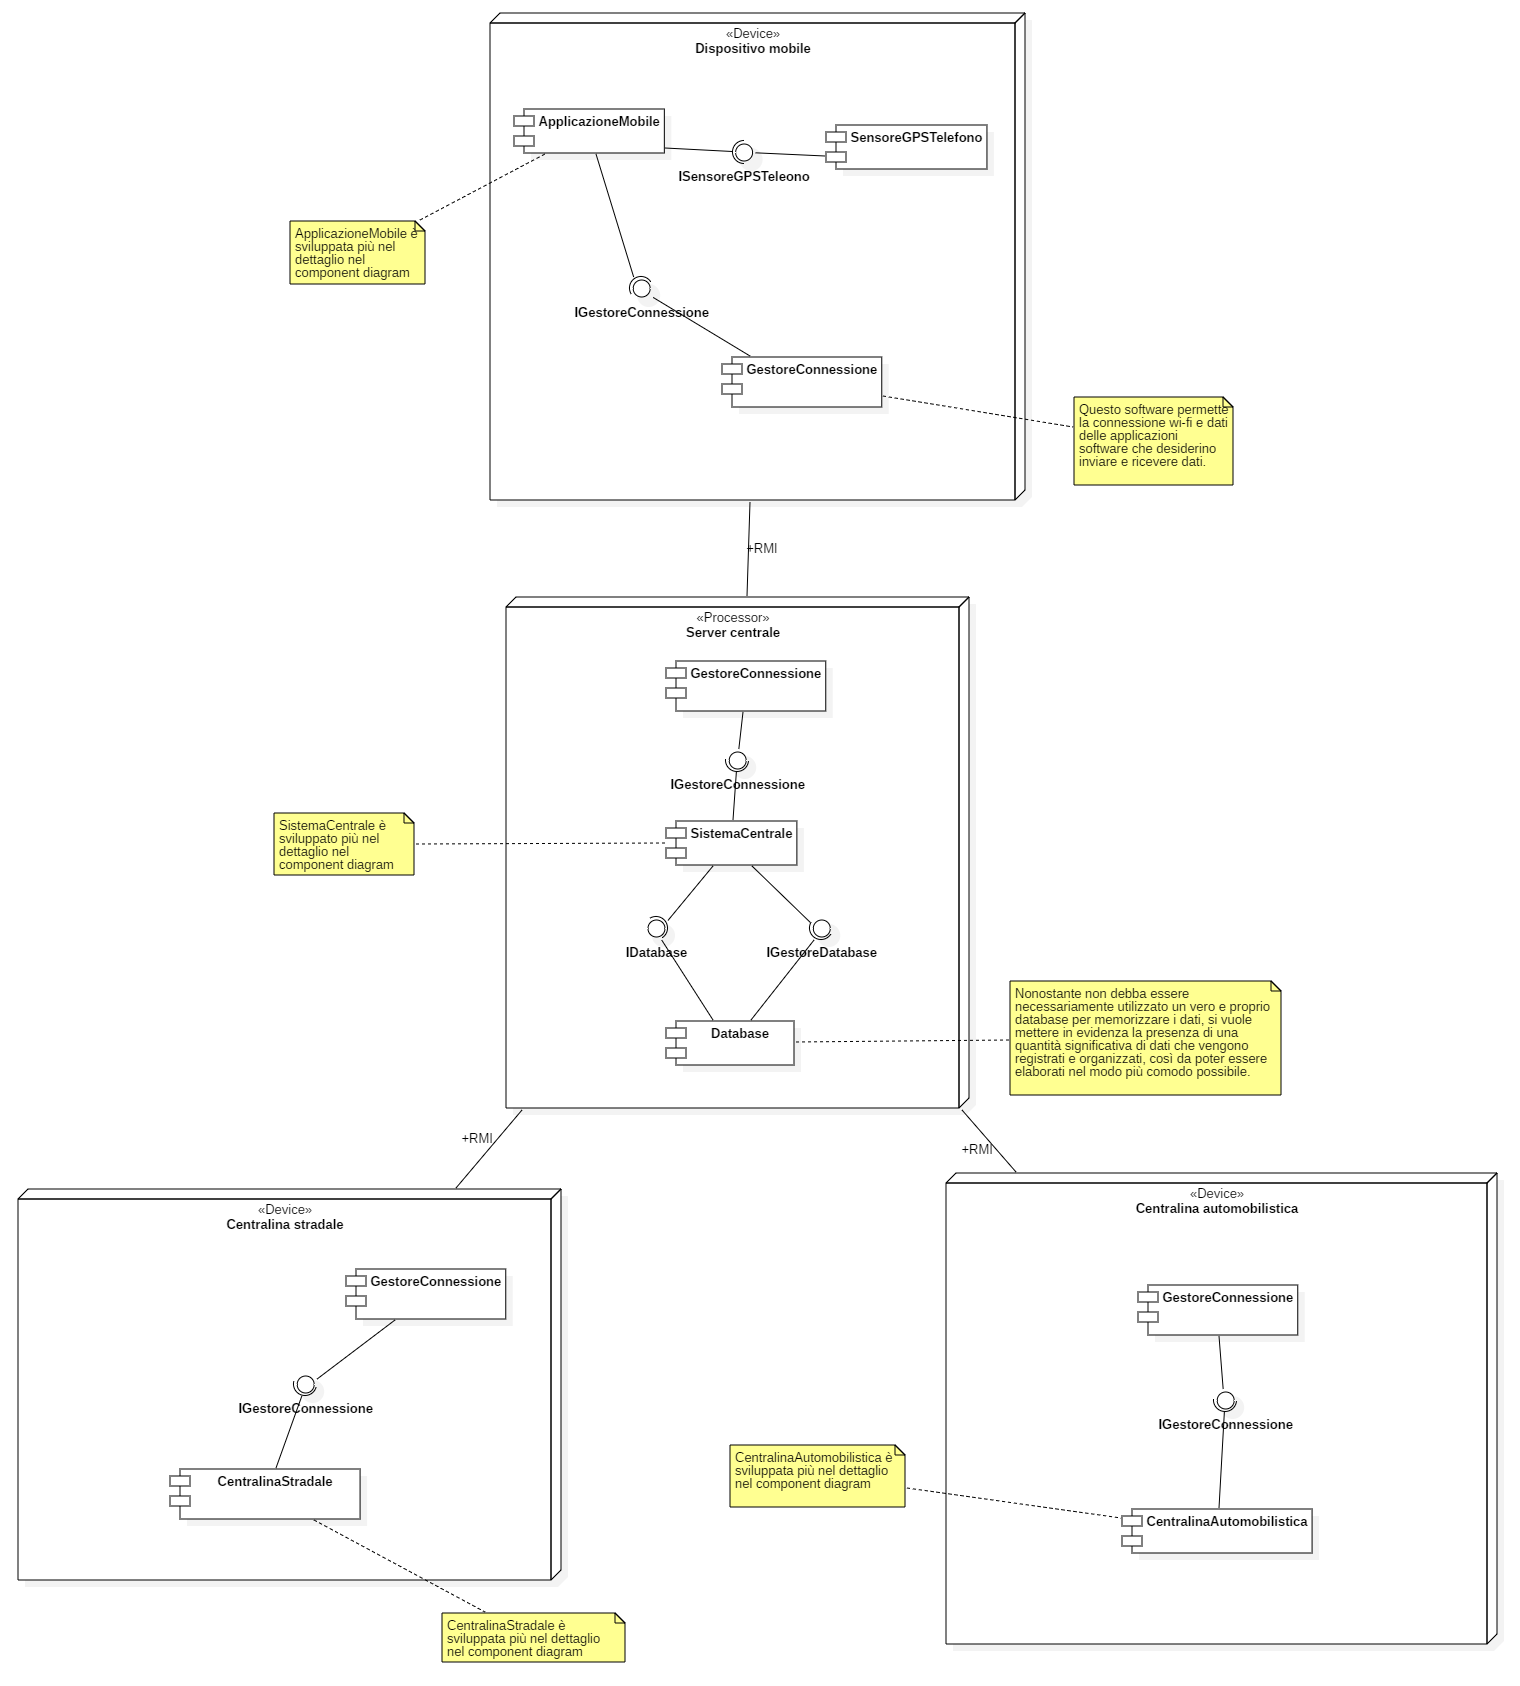 «Device»
Dispositivo mobile
ApplicazioneMobile
SensoreGPSTelefono
ISensoreGPSTeleono
ApplicazioneMobile è
sviluppata più nel
dettaglio nel
component diagram
IGestoreConnessione
GestoreConnessione
Questo software permette
la connessione wi-fi e dati
delle applicazioni
software che desiderino
inviare e ricevere dati.
+RMI
«Processor»
Server centrale
GestoreConnessione
IGestoreConnessione
SistemaCentrale è
sviluppato più nel
dettaglio nel
component diagram
SistemaCentrale
IDatabase
IGestoreDatabase
Database
Nonostante non debba essere
necessariamente utilizzato un vero e proprio
database per memorizzare i dati, si vuole
mettere in evidenza la presenza di una
quantità significativa di dati che vengono
registrati e organizzati, così da poter essere
elaborati nel modo più comodo possibile.
+RMI
+RMI
«Device»
Centralina stradale
GestoreConnessione
IGestoreConnessione
CentralinaStradale
CentralinaStradale è
sviluppata più nel dettaglio
nel component diagram
«Device»
Centralina automobilistica
GestoreConnessione
IGestoreConnessione
CentralinaAutomobilistica è
sviluppata più nel dettaglio
nel component diagram
CentralinaAutomobilistica